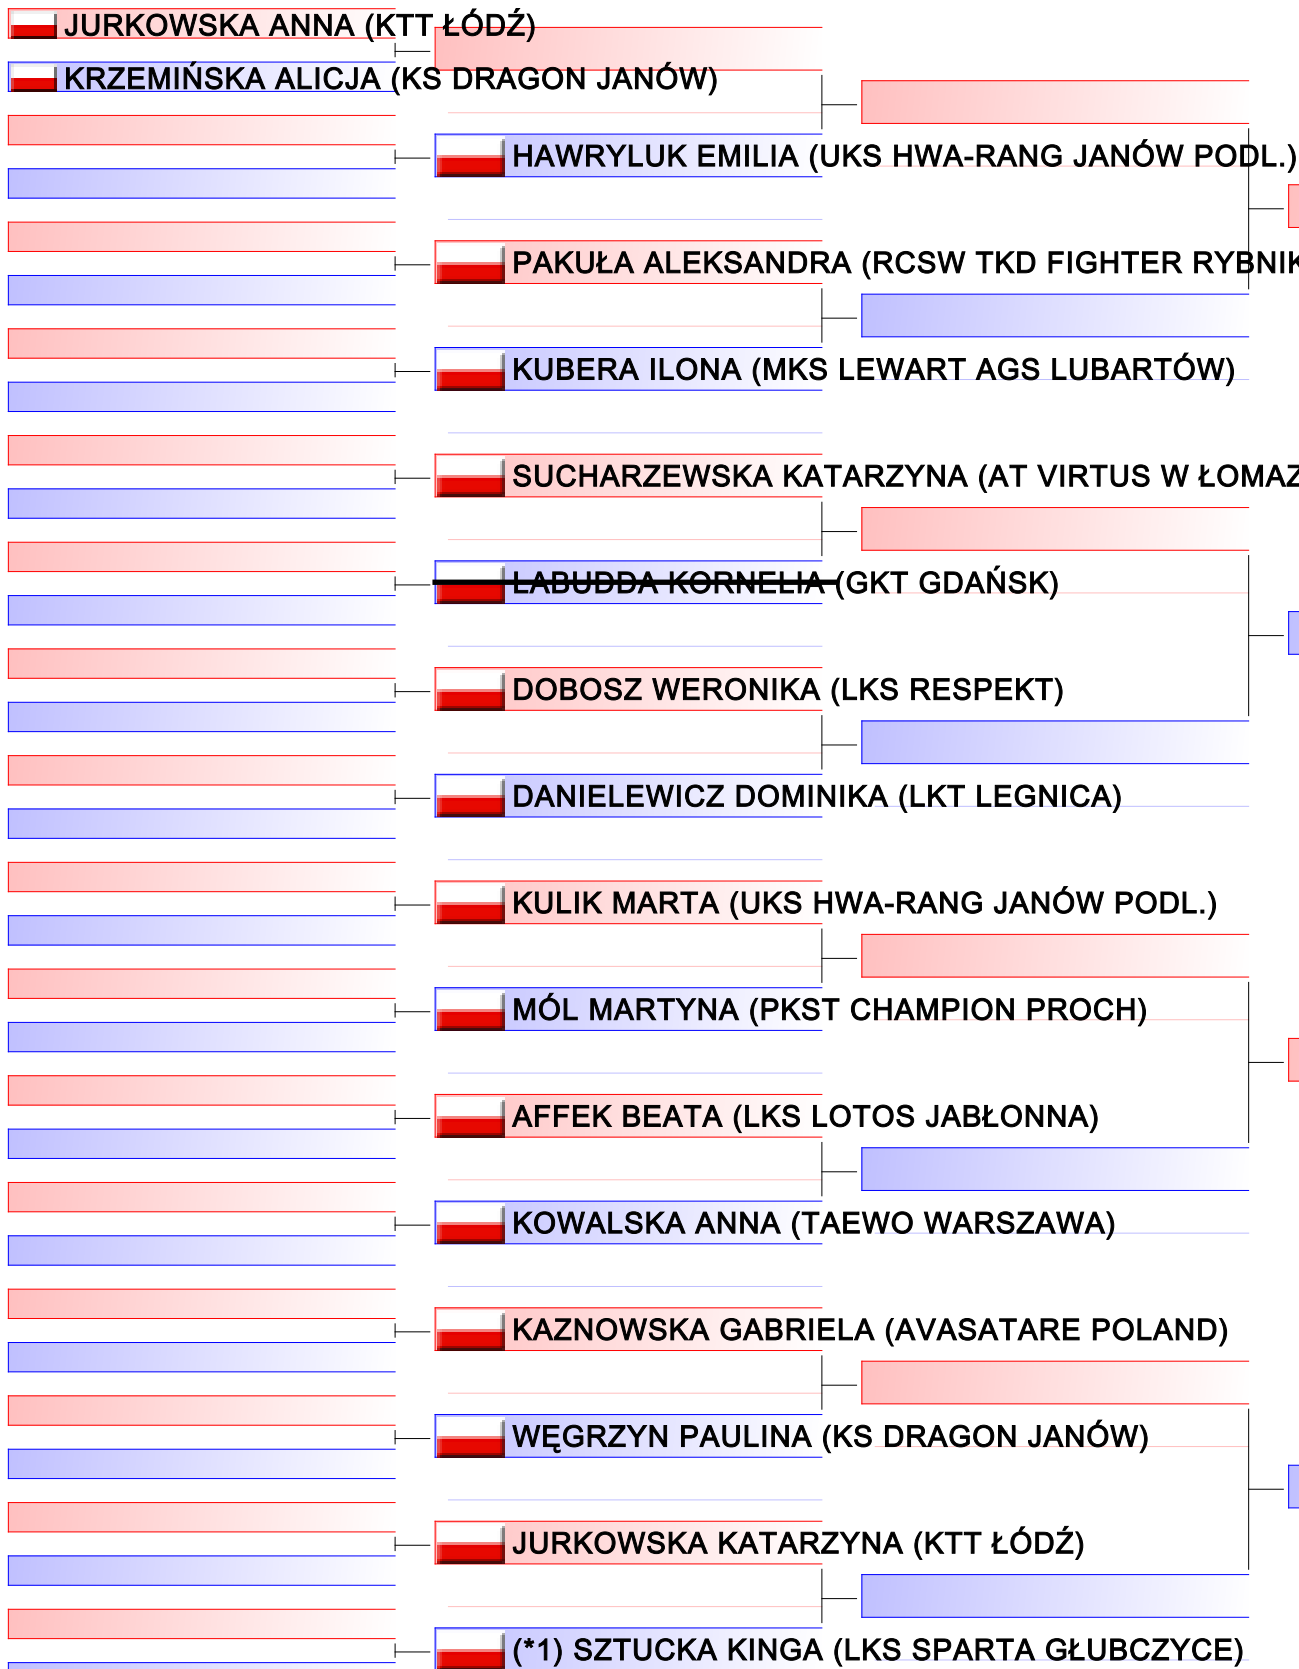 JURKOWSKA ANNA (KTT ŁÓDŹ)
KRZEMIŃSKA ALICJA (KS DRAGON JANÓW)
HAWRYLUK EMILIA (UKS HWA-RANG JANÓW PODL.)
PAKUŁA ALEKSANDRA (RCSW TKD FIGHTER RYBNIK
KUBERA ILONA (MKS LEWART AGS LUBARTÓW)
SUCHARZEWSKA KATARZYNA (AT VIRTUS W ŁOMAZ
LABUDDA KORNELIA (GKT GDAŃSK)
DOBOSZ WERONIKA (LKS RESPEKT)
DANIELEWICZ DOMINIKA (LKT LEGNICA)
KULIK MARTA (UKS HWA-RANG JANÓW PODL.)
MÓL MARTYNA (PKST CHAMPION PROCH)
AFFEK BEATA (LKS LOTOS JABŁONNA)
KOWALSKA ANNA (TAEWO WARSZAWA)
KAZNOWSKA GABRIELA (AVASATARE POLAND)
WĘGRZYN PAULINA (KS DRAGON JANÓW)
JURKOWSKA KATARZYNA (KTT ŁÓDŹ)
(*1) SZTUCKA KINGA (LKS SPARTA GŁUBCZYCE)